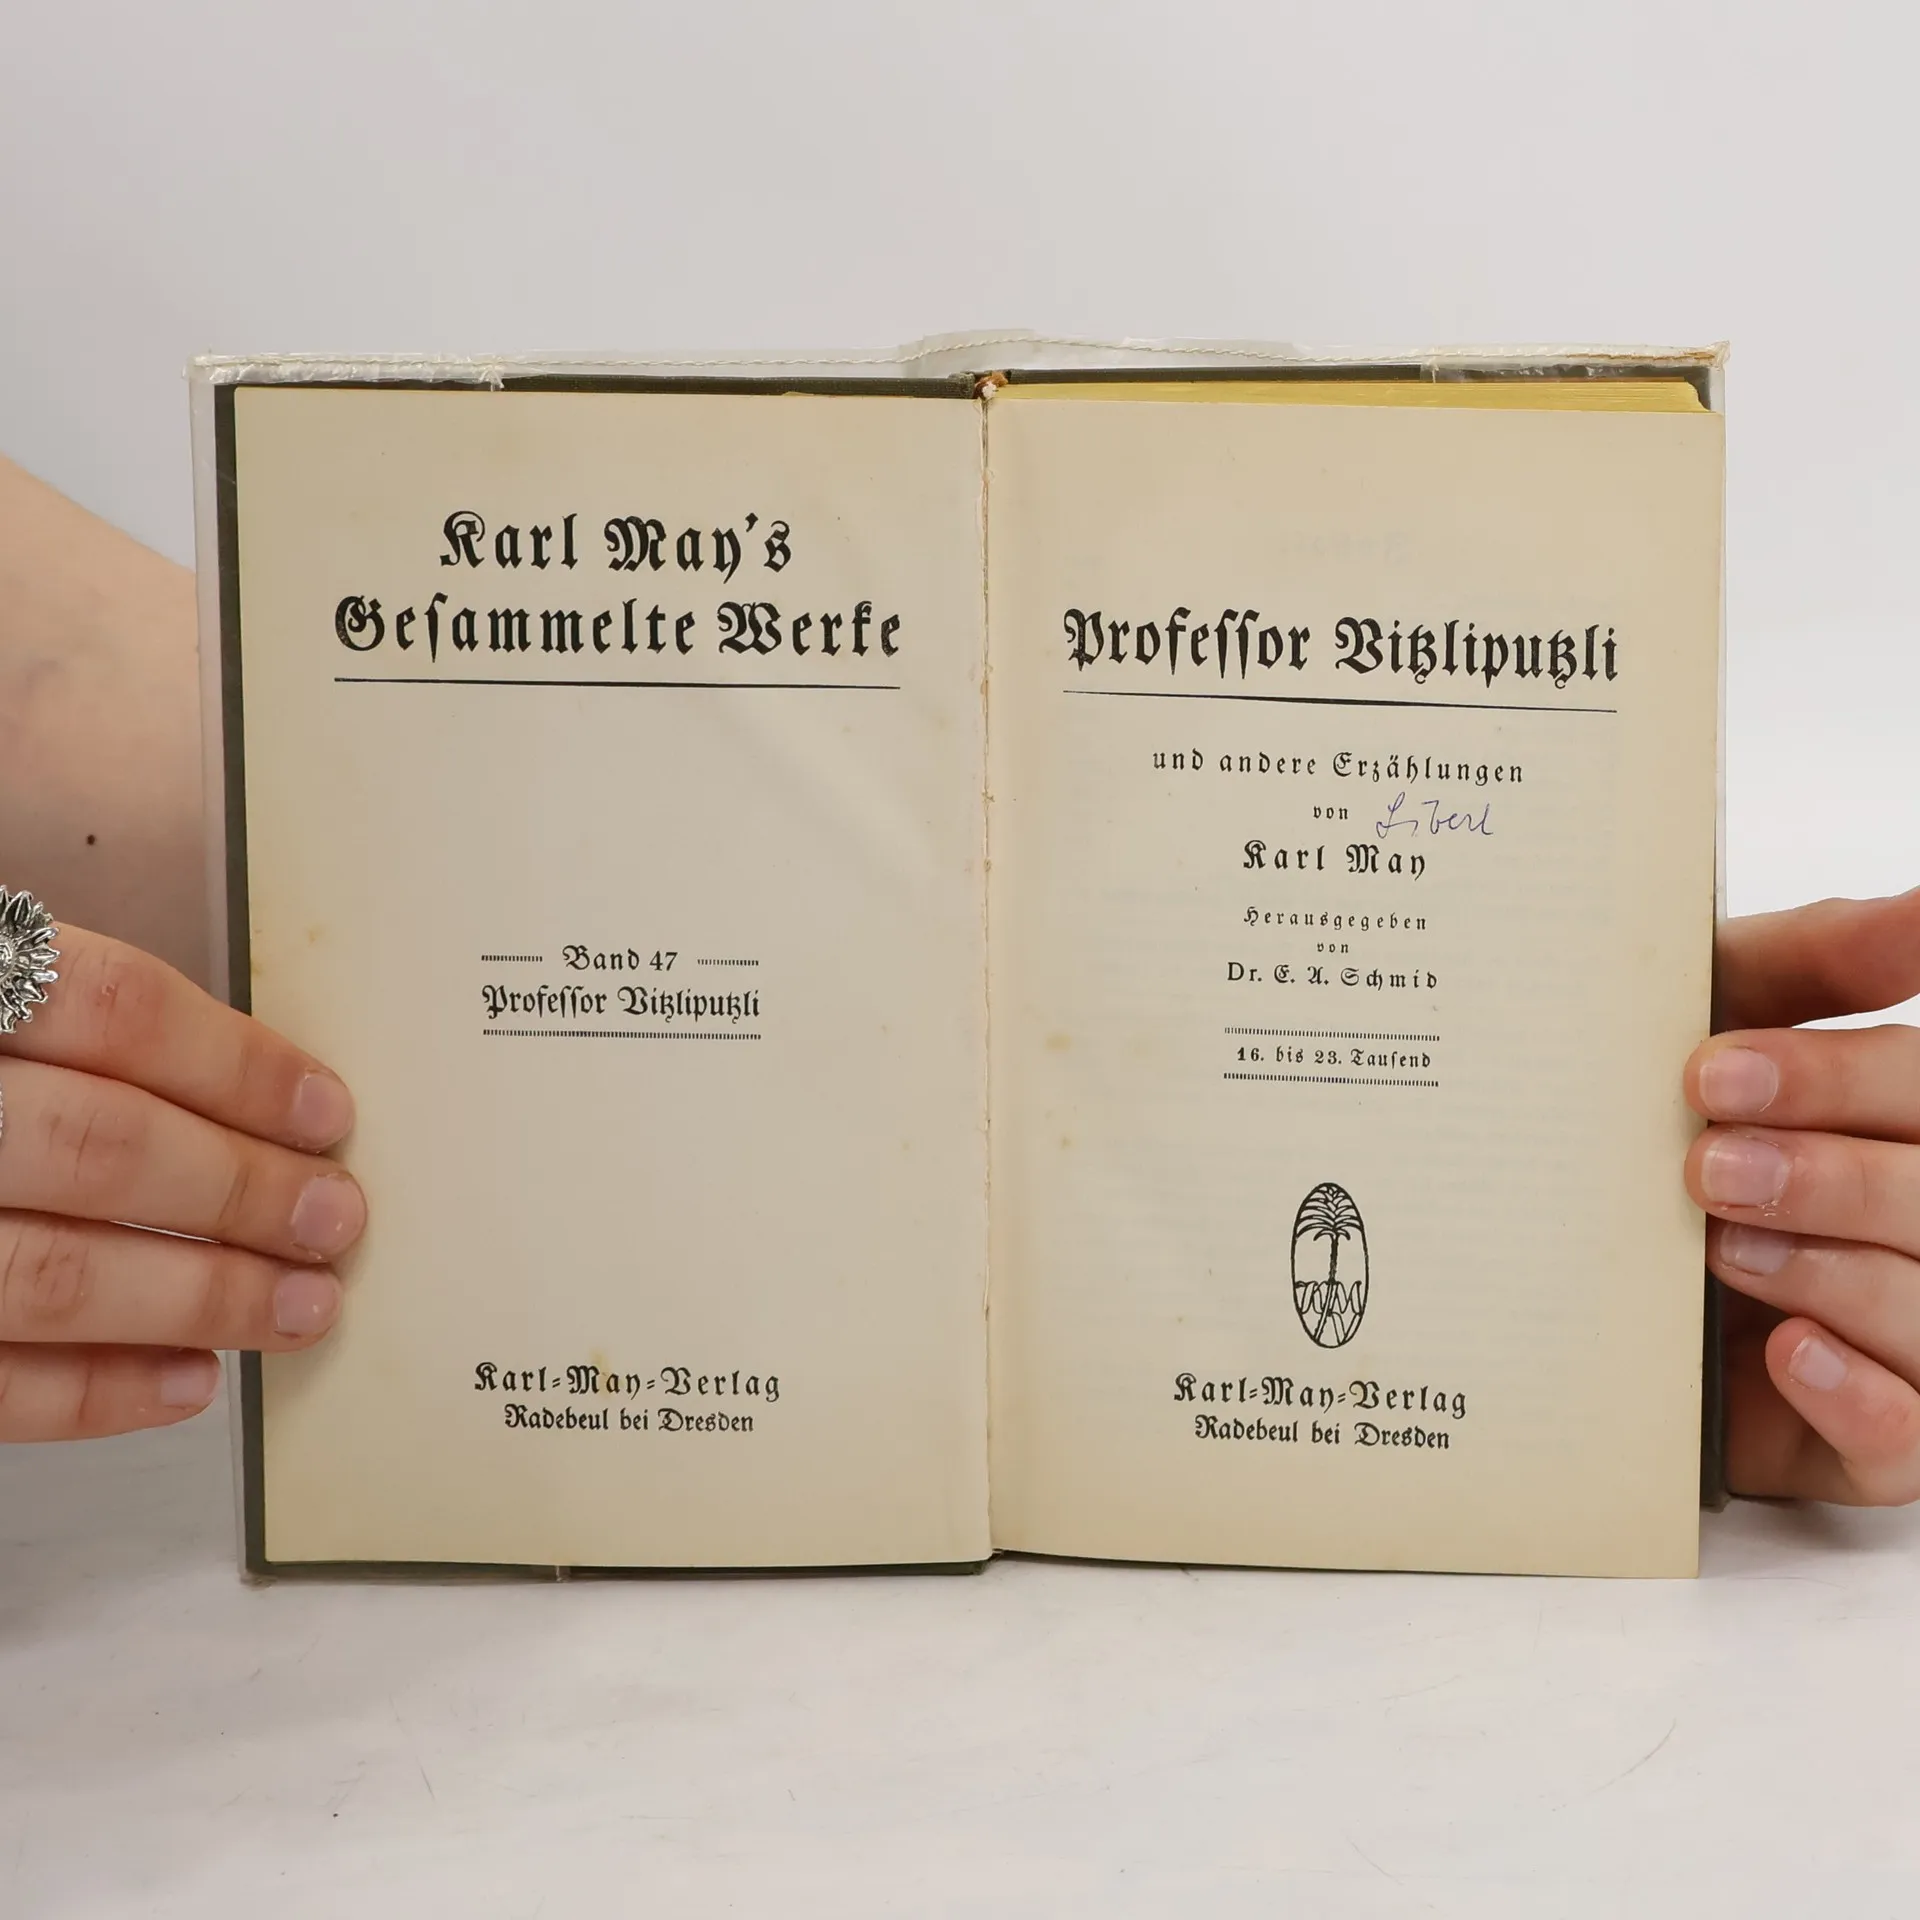 Karl May's
Geſammelte Werke
Band 47
Profeſſor Vitzliputzli
Karl=May=Verlag
Radebeul bei Dresden
Profeſſor Vitzliputzli
und andere Erzählungen
von
Karl May
Herausgegeben
von
Dr. E. A. Schmid
16. bis 23. Tauſend
KMV
Karl=May=Verlag
Radebeul bei Dresden